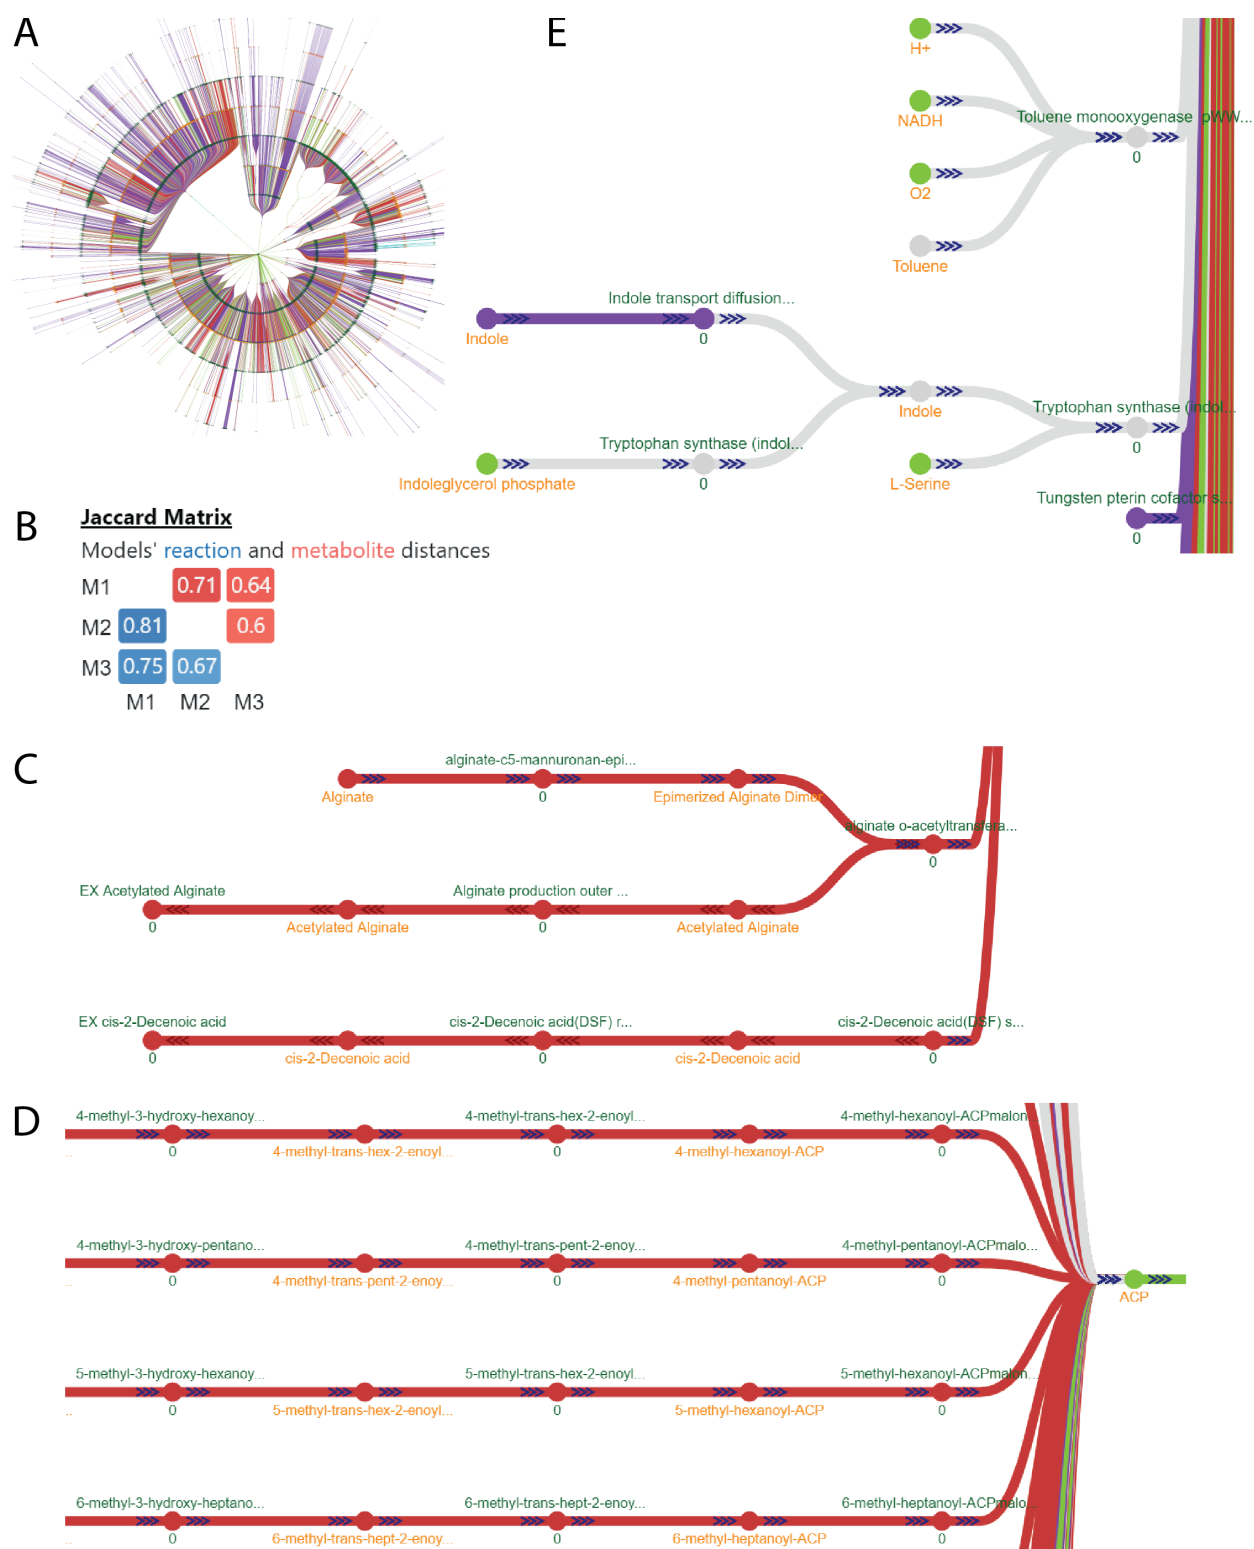 A
E
H+
NADH
Toluene monooxygenase pWW...
0
O2
Toluene
Indole transport diffusion...
Indole
0
Indole
Tryptophan synthase (indol...
0
Tryptophan synthase (indol...
Indoleglycerol phosphate
0
L-Serine
Tungsten pterin cofactor s...
0
B
Jaccard Matrix
Models' reaction and metabolite distances
M1 0.71 0.64
M2 0.81 0.6
M3 0.75 0.67
M1 M2 M3
C
alginate-c5-mannuronan-epi...
Alginate
0
Epimerized Alginate Dimer
alginate o-acetyltransfera...
0
EX Acetylated Alginate
Alginate production outer ...
0
Acetylated Alginate
0
Acetylated Alginate
EX cis-2-Decenoic acid
cis-2-Decenoic acid(DSF) r...
cis-2-Decenoic acid(DSF) s...
0
cis-2-Decenoic acid
0
cis-2-Decenoic acid
0
D
4-methyl-3-hydroxy-hexanoy...
4-methyl-trans-hex-2-enoyl...
4-methyl-hexanoyl-ACPmalon...
..
0
4-methyl-trans-hex-2-enoyl...
0
4-methyl-hexanoyl-ACP
0
4-methyl-3-hydroxy-pentano...
4-methyl-trans-pent-2-enoy...
4-methyl-pentanoyl-ACPmalo...
..
0
4-methyl-trans-pent-2-enoy...
0
4-methyl-pentanoyl-ACP
0
ACP
5-methyl-3-hydroxy-hexanoy...
5-methyl-trans-hex-2-enoyl...
5-methyl-hexanoyl-ACPmalon...
..
0
5-methyl-trans-hex-2-enoyl...
0
5-methyl-hexanoyl-ACP
0
6-methyl-3-hydroxy-heptano...
6-methyl-trans-hept-2-enoy...
6-methyl-heptanoyl-ACPmalo...
..
0
6-methyl-trans-hept-2-enoy...
0
6-methyl-heptanoyl-ACP
0